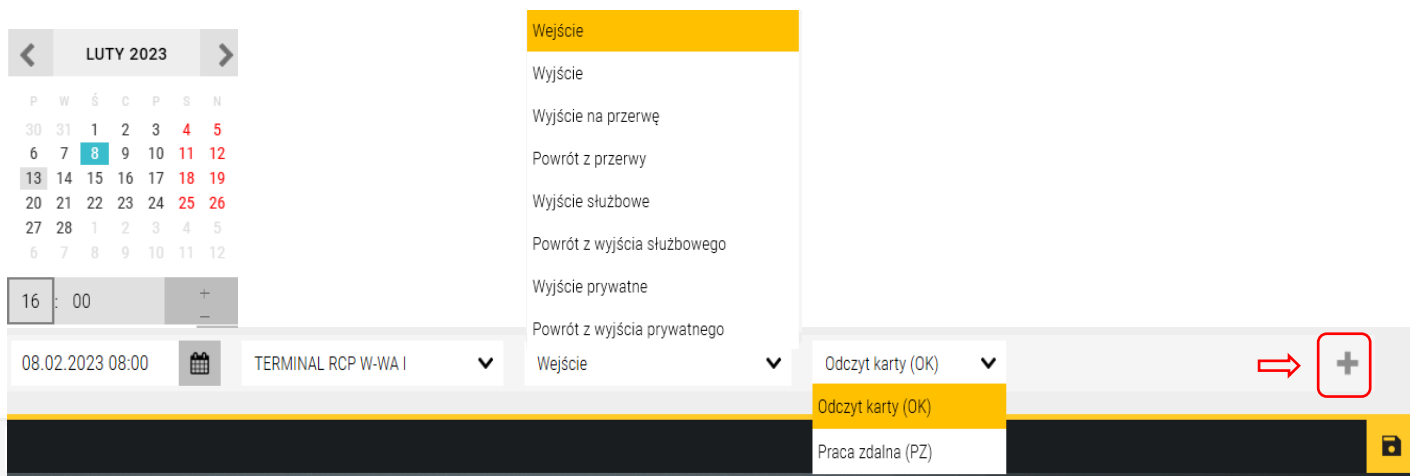 LUTY 2023
P W Ś C P S N
30 31 1 2 3 4 5
6 7 8 9 10 11 12
13 14 15 16 17 18 19
20 21 22 23 24 25 26
27 28 1 2 3 4 5
6 7 8 9 10 11 12
16 : 00
+
−
Wejście
Wyjście
Wyjście na przerwę
Powrót z przerwy
Wyjście służbowe
Powrót z wyjścia służbowego
Wyjście prywatne
Powrót z wyjścia prywatnego
08.02.2023 08:00 TERMINAL RCP W-WA I Wejście Odczyt karty (OK)
Odczyt karty (OK)
Praca zdalna (PZ)